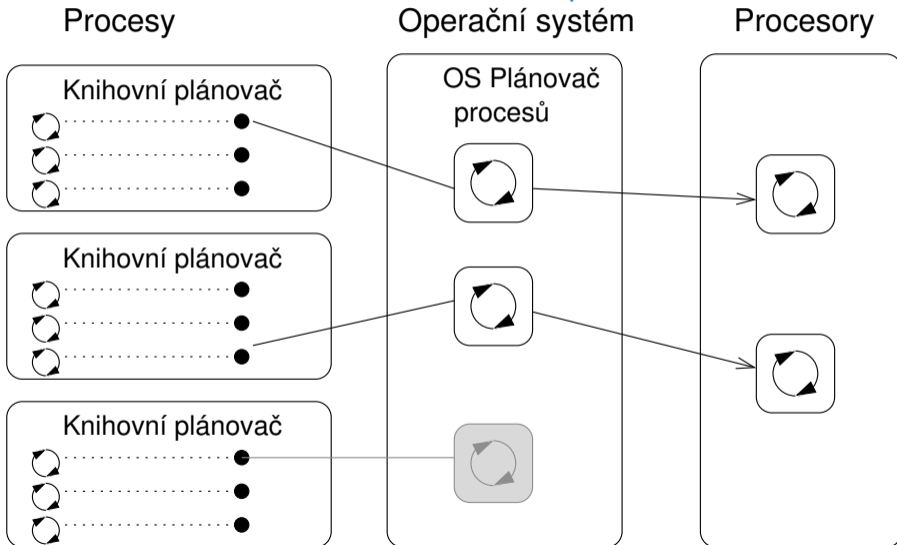 Procesy
Operační systém
Procesory
Knihovní plánovač
OS Plánovač
procesů
Knihovní plánovač
Knihovní plánovač